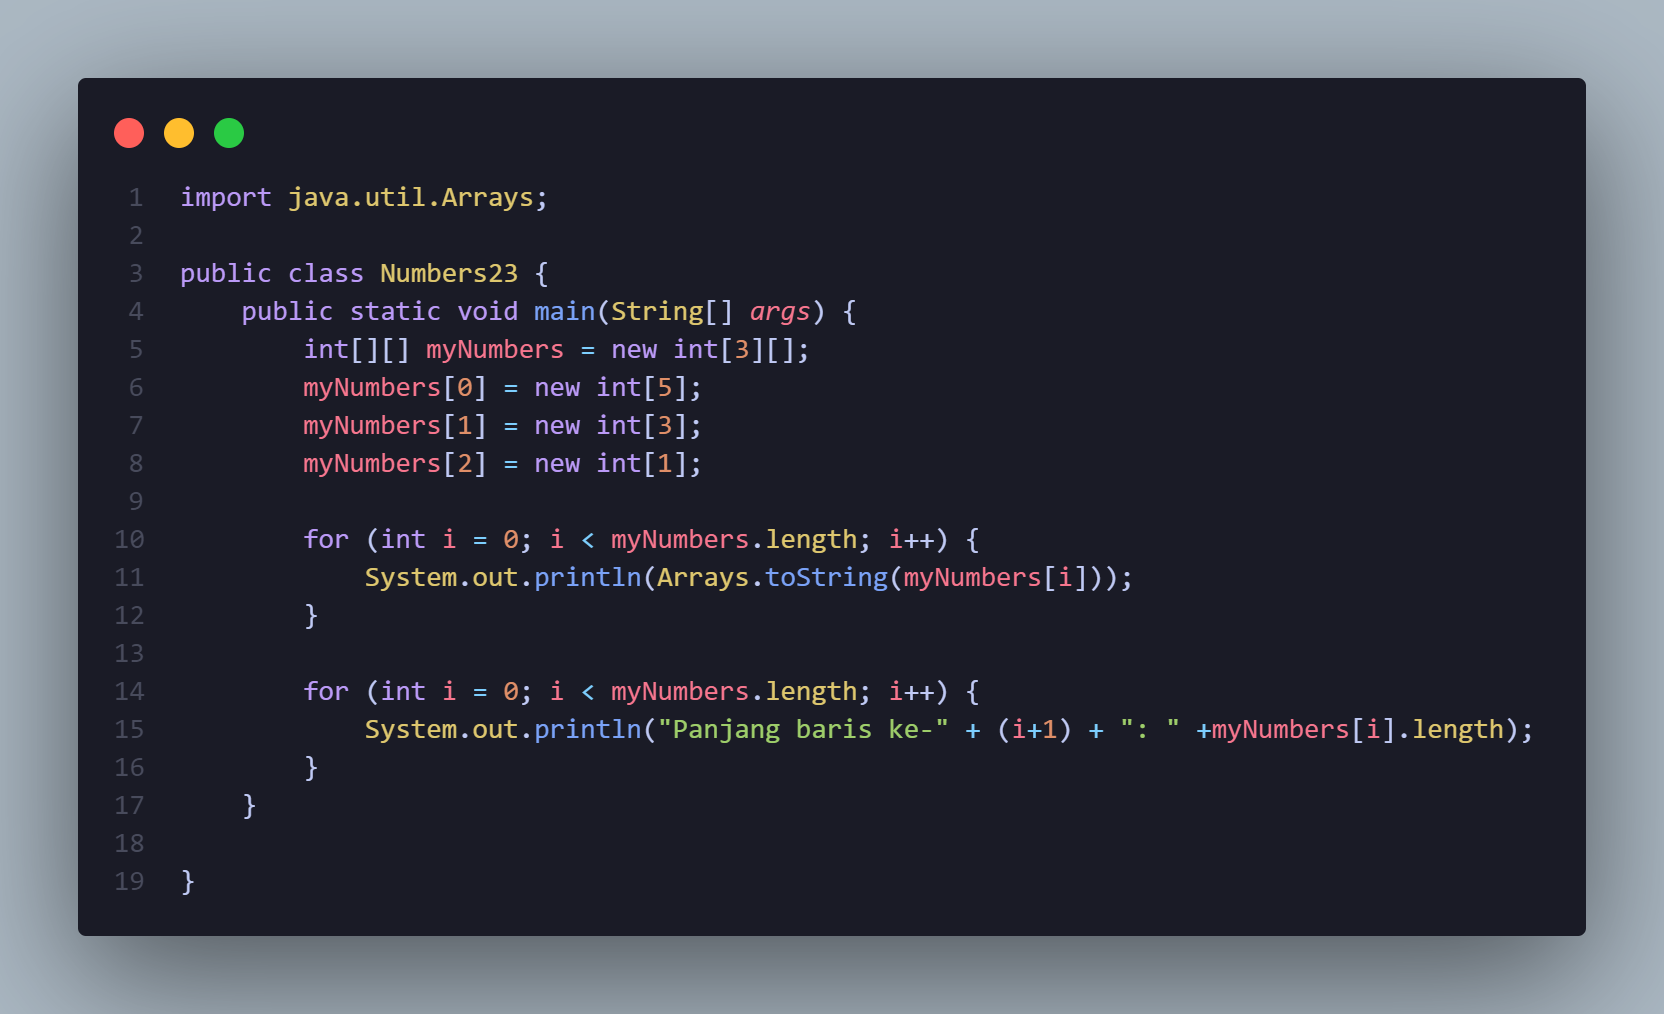 1 import java.util.Arrays;
2
3 public class Numbers23 {
4     public static void main(String[] args) {
5         int[][] myNumbers = new int[3][];
6         myNumbers[0] = new int[5];
7         myNumbers[1] = new int[3];
8         myNumbers[2] = new int[1];
9
10         for (int i = 0; i < myNumbers.length; i++) {
11             System.out.println(Arrays.toString(myNumbers[i]));
12         }
13
14         for (int i = 0; i < myNumbers.length; i++) {
15             System.out.println("Panjang baris ke-" + (i+1) + ": " +myNumbers[i].length);
16         }
17     }
18
19 }